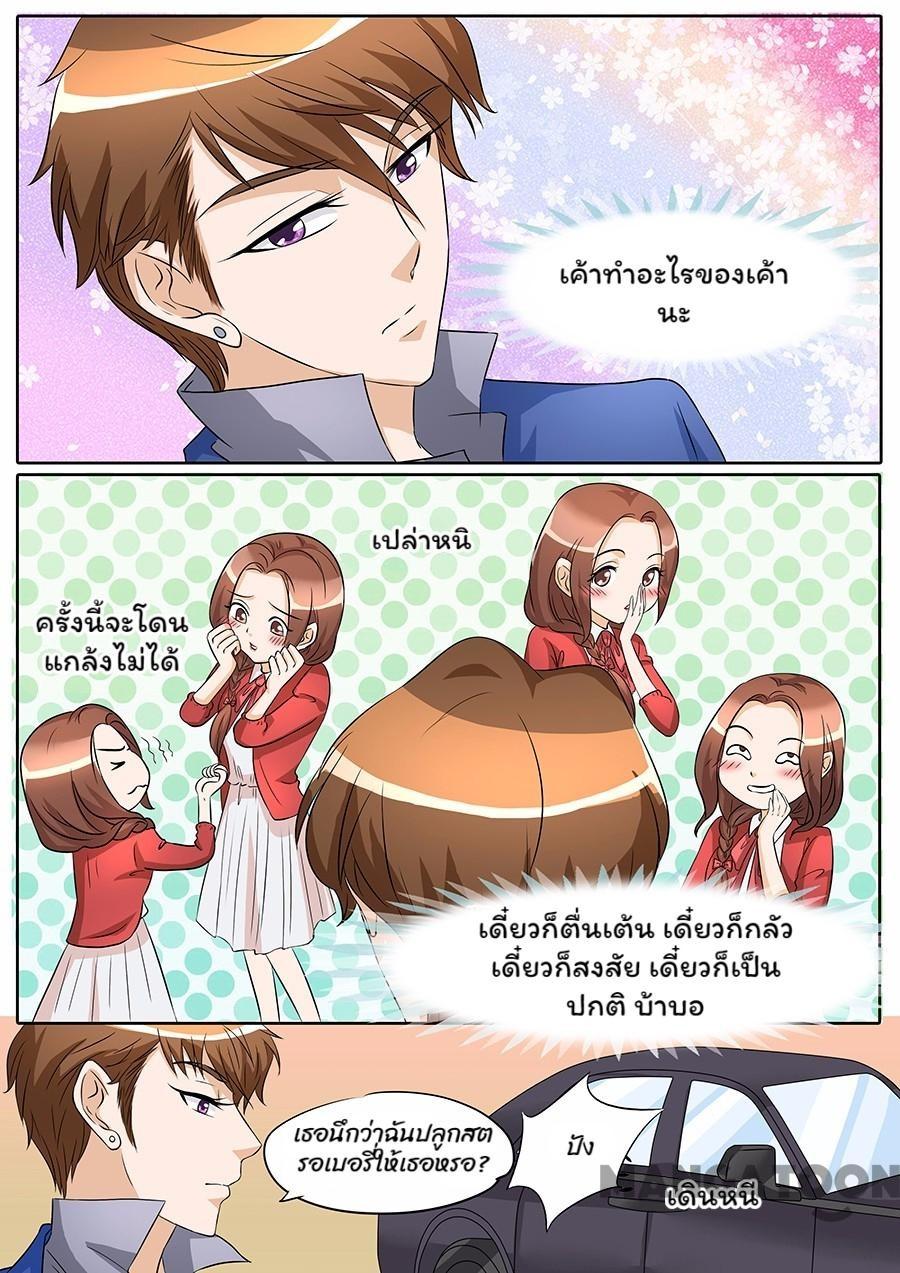 เค้าทำอะไรของเค้า
นะ
เปล่าหนิ
ครั้งนี้จะโดน
แกล้งไม่ได้
เดี๋ยวก็ตื่นเต้น เดี๋ยวก็กลัว
เดี๋ยวก็สงสัย เดี๋ยวก็เป็น
ปกติ บ้าบอ
เธอนึกว่าฉันปลูกสต
รอเบอรี่ให้เธอหรอ?
ปัง
MANGATOON
เดินหนี